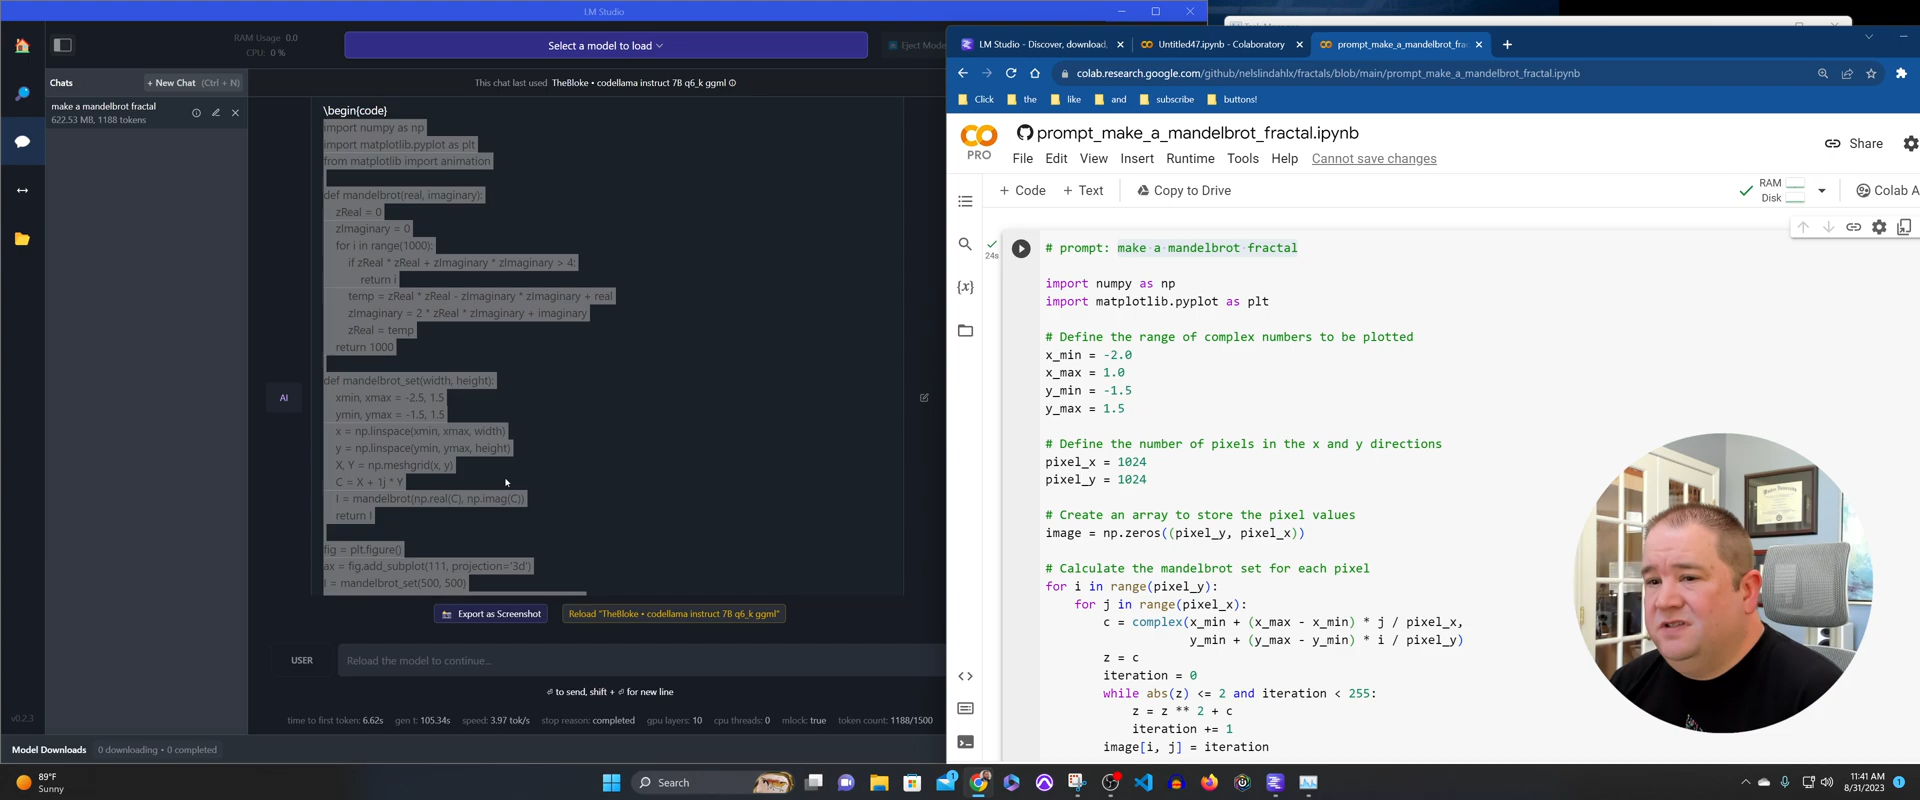 LM Studio
RAM Usage 0.0
CPU: 0 %
Select a model to load
Eject Mode
Chats
+ New Chat (Ctrl + N)
This chat last used TheBloke • codellama instruct 7B q6_k ggml
make a mandelbrot fractal
622.53 MB, 1188 tokens
\begin{code}
import numpy as np
import matplotlib.pyplot as plt
from matplotlib import animation
def mandelbrot(real, imaginary):
zReal = 0
zImaginary = 0
for i in range(1000):
if zReal * zReal + zImaginary * zImaginary > 4:
return i
temp = zReal * zReal - zImaginary * zImaginary + real
zImaginary = 2 * zReal * zImaginary + imaginary
zReal = temp
return 1000
def mandelbrot_set(width, height):
xmin, xmax = -2.5, 1.5
ymin, ymax = -1.5, 1.5
x = np.linspace(xmin, xmax, width)
y = np.linspace(ymin, ymax, height)
X, Y = np.meshgrid(x, y)
C = X + 1j * Y
I = mandelbrot(np.real(C), np.imag(C))
return I
fig = plt.figure()
ax = fig.add_subplot(111, projection='3d')
I = mandelbrot_set(500, 500)
AI
Export as Screenshot
Reload "TheBloke • codellama instruct 7B q6_k ggml"
USER
Reload the model to continue...
⏎ to send, shift + ⏎ for new line
v0.2.3
time to first token: 6.62s
gen t: 105.34s
speed: 3.97 tok/s
stop reason: completed
gpu layers: 10
cpu threads: 0
mlock: true
token count: 1188/1500
Model Downloads
0 downloading • 0 completed
LM Studio - Discover, download,
Untitled47.ipynb - Colaboratory
prompt_make_a_mandelbrot_fra
colab.research.google.com/github/nelslindahlx/fractals/blob/main/prompt_make_a_mandelbrot_fractal.ipynb
Click
the
like
and
subscribe
buttons!
PRO
prompt_make_a_mandelbrot_fractal.ipynb
File Edit View Insert Runtime Tools Help Cannot save changes
Share
+ Code + Text
Copy to Drive
RAM
Disk
Colab A
24s
{x}
# prompt: make a mandelbrot fractal
import numpy as np
import matplotlib.pyplot as plt
# Define the range of complex numbers to be plotted
x_min = -2.0
x_max = 1.0
y_min = -1.5
y_max = 1.5
# Define the number of pixels in the x and y directions
pixel_x = 1024
pixel_y = 1024
# Create an array to store the pixel values
image = np.zeros((pixel_y, pixel_x))
# Calculate the mandelbrot set for each pixel
for i in range(pixel_y):
for j in range(pixel_x):
c = complex(x_min + (x_max - x_min) * j / pixel_x,
y_min + (y_max - y_min) * i / pixel_y)
z = c
iteration = 0
while abs(z) <= 2 and iteration < 255:
z = z ** 2 + c
iteration += 1
image[i, j] = iteration
89°F
Sunny
Search
11:41 AM
8/31/2023